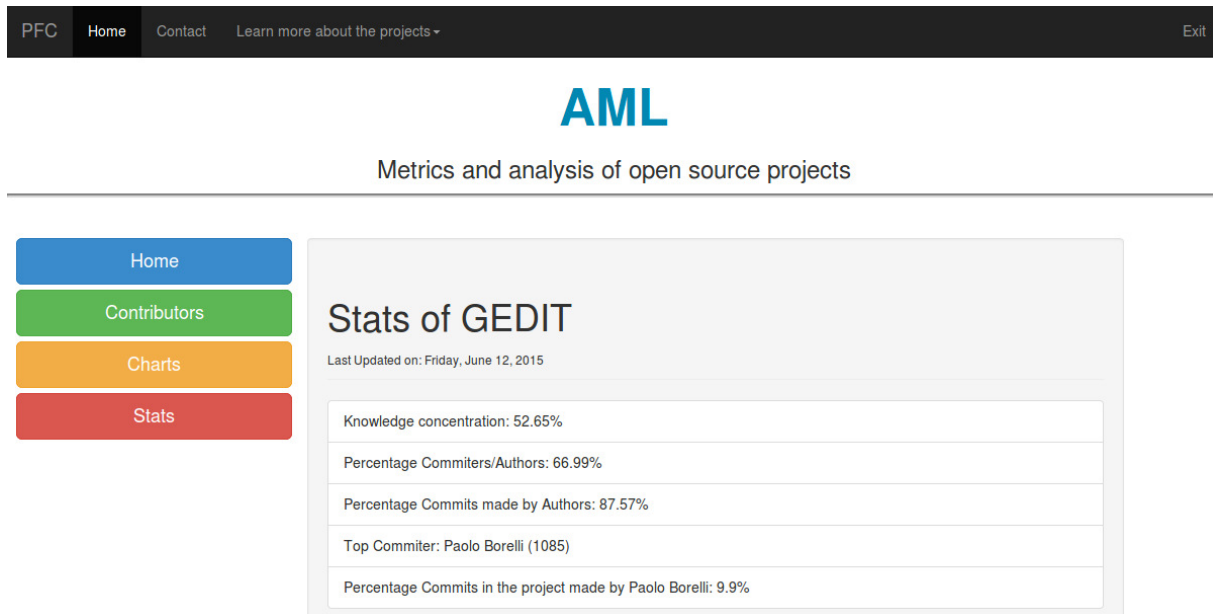 PFC Home Contact Learn more about the projects Exit
AML
Metrics and analysis of open source projects
Home
Contributors
Charts
Stats
Stats of GEDIT
Last Updated on: Friday, June 12, 2015
Knowledge concentration: 52.65%
Percentage Commiters/Authors: 66.99%
Percentage Commits made by Authors: 87.57%
Top Commiter: Paolo Borelli (1085)
Percentage Commits in the project made by Paolo Borelli: 9.9%